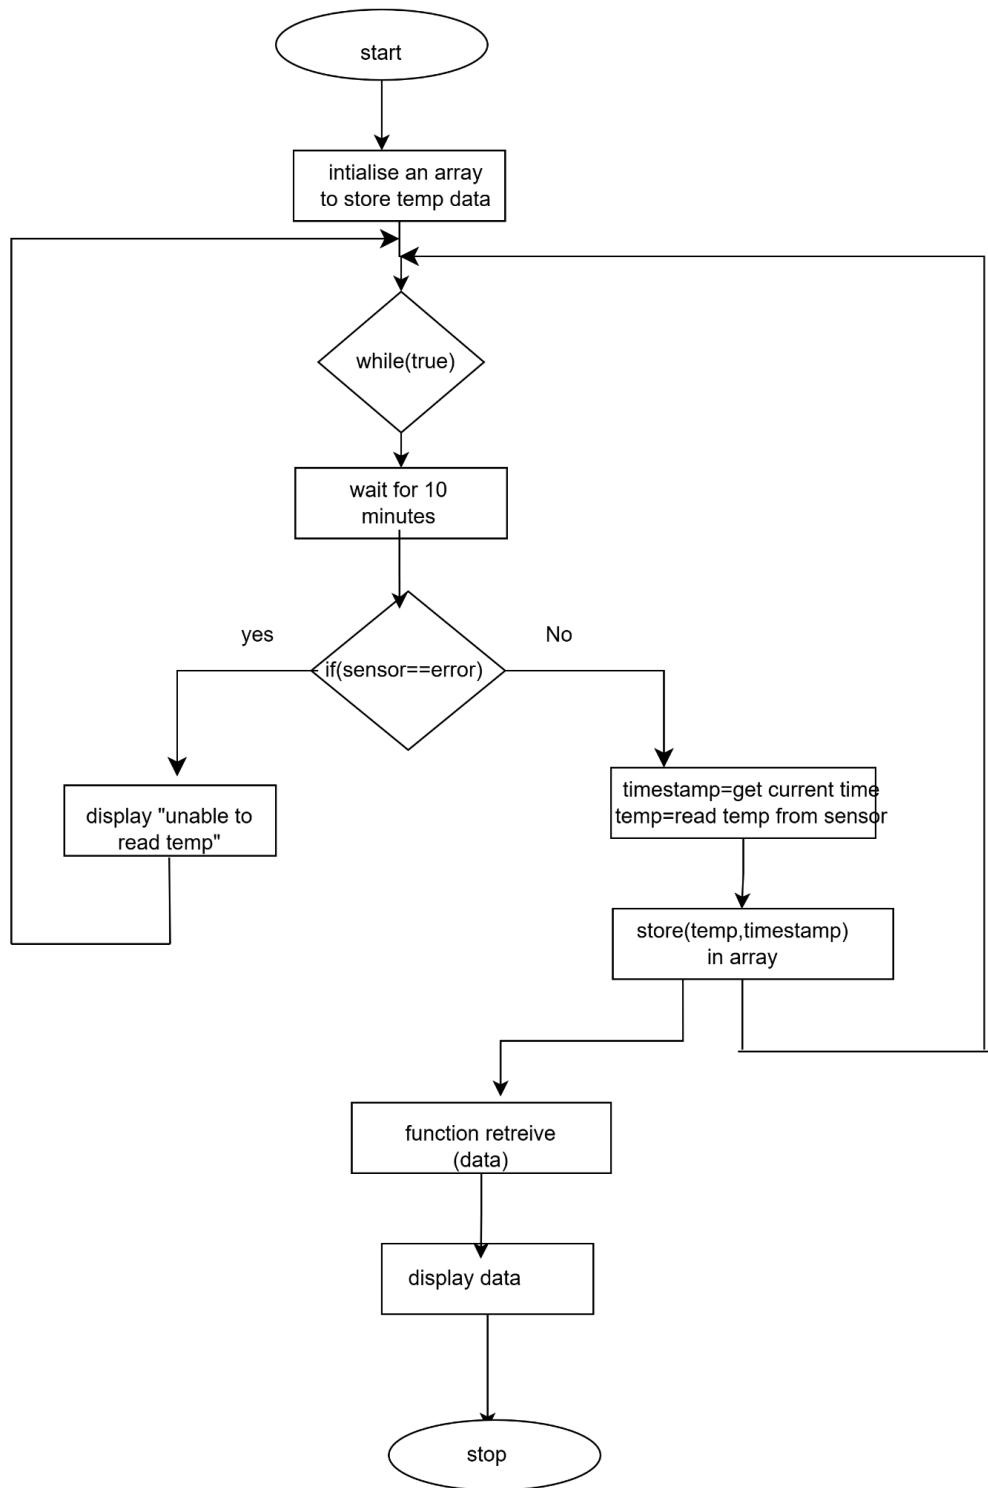 start
intialise an array
to store temp data
while(true)
wait for 10
minutes
yes
No
if(sensor==error)
timestamp=get current time
temp=read temp from sensor
display "unable to
read temp"
store(temp,timestamp)
in array
function retreive
(data)
display data
stop